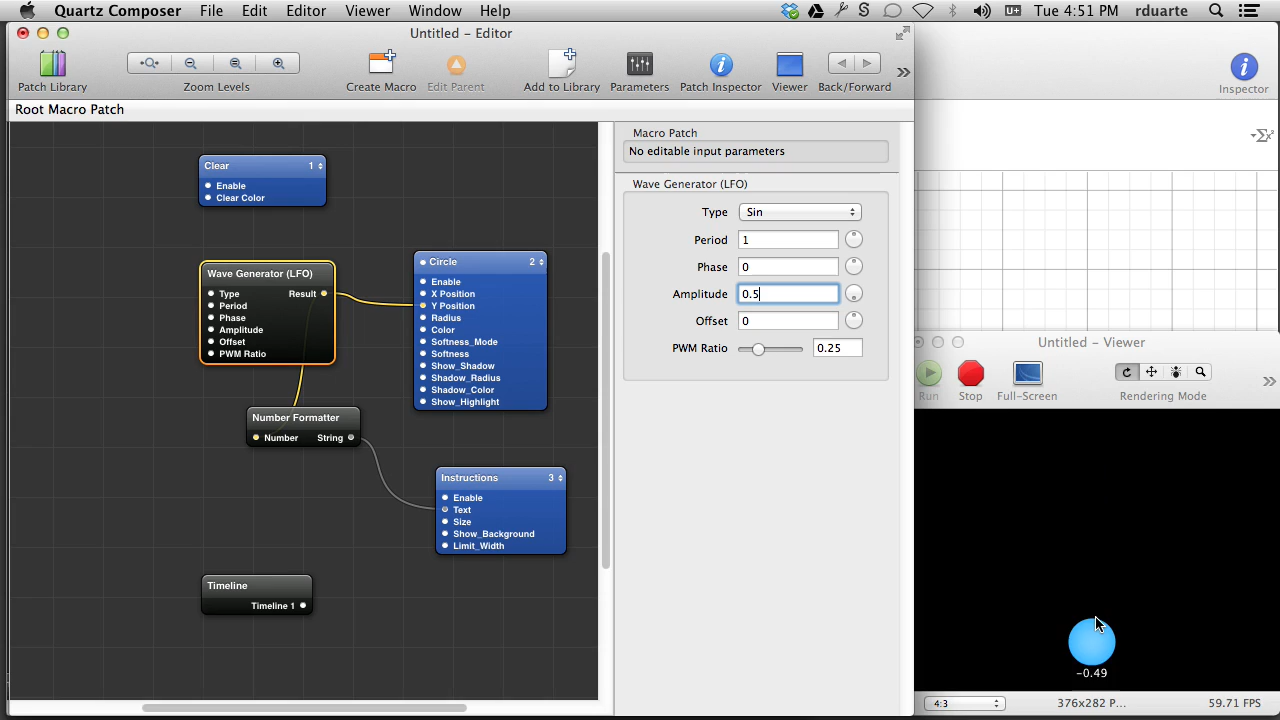 Quartz Composer File Edit Editor Viewer Window Help Tue 4:51 PM rduarte
Untitled – Editor
Patch Library
Zoom Levels
Create Macro
Edit Parent
Add to Library
Parameters
Patch Inspector
Viewer
Back/Forward
Inspector
Root Macro Patch
Clear 1
Enable
Clear Color
Wave Generator (LFO)
Type Result
Period
Phase
Amplitude
Offset
PWM Ratio
Circle 2
Enable
X Position
Y Position
Radius
Color
Softness_Mode
Softness
Show_Shadow
Shadow_Radius
Shadow_Color
Show_Highlight
Number Formatter
Number String
Instructions 3
Enable
Text
Size
Show_Background
Limit_Width
Timeline
Timeline 1
Macro Patch
No editable input parameters
Wave Generator (LFO)
Type Sin
Period 1
Phase 0
Amplitude 0.5
Offset 0
PWM Ratio 0.25
Untitled – Viewer
Run
Stop
Full-Screen
Rendering Mode
−0.49
4:3 376x282 P... 59.71 FPS